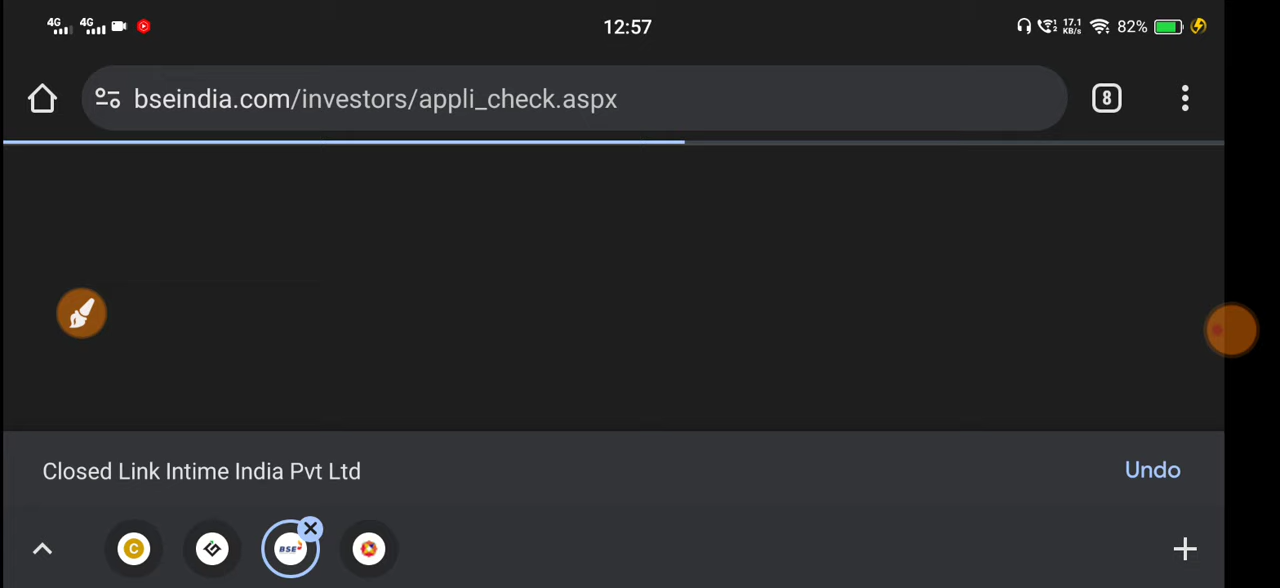 4G 4G 12:57 17.1 KB/s 82%
bseindia.com/investors/appli_check.aspx 8
Closed Link Intime India Pvt Ltd Undo
C BSE